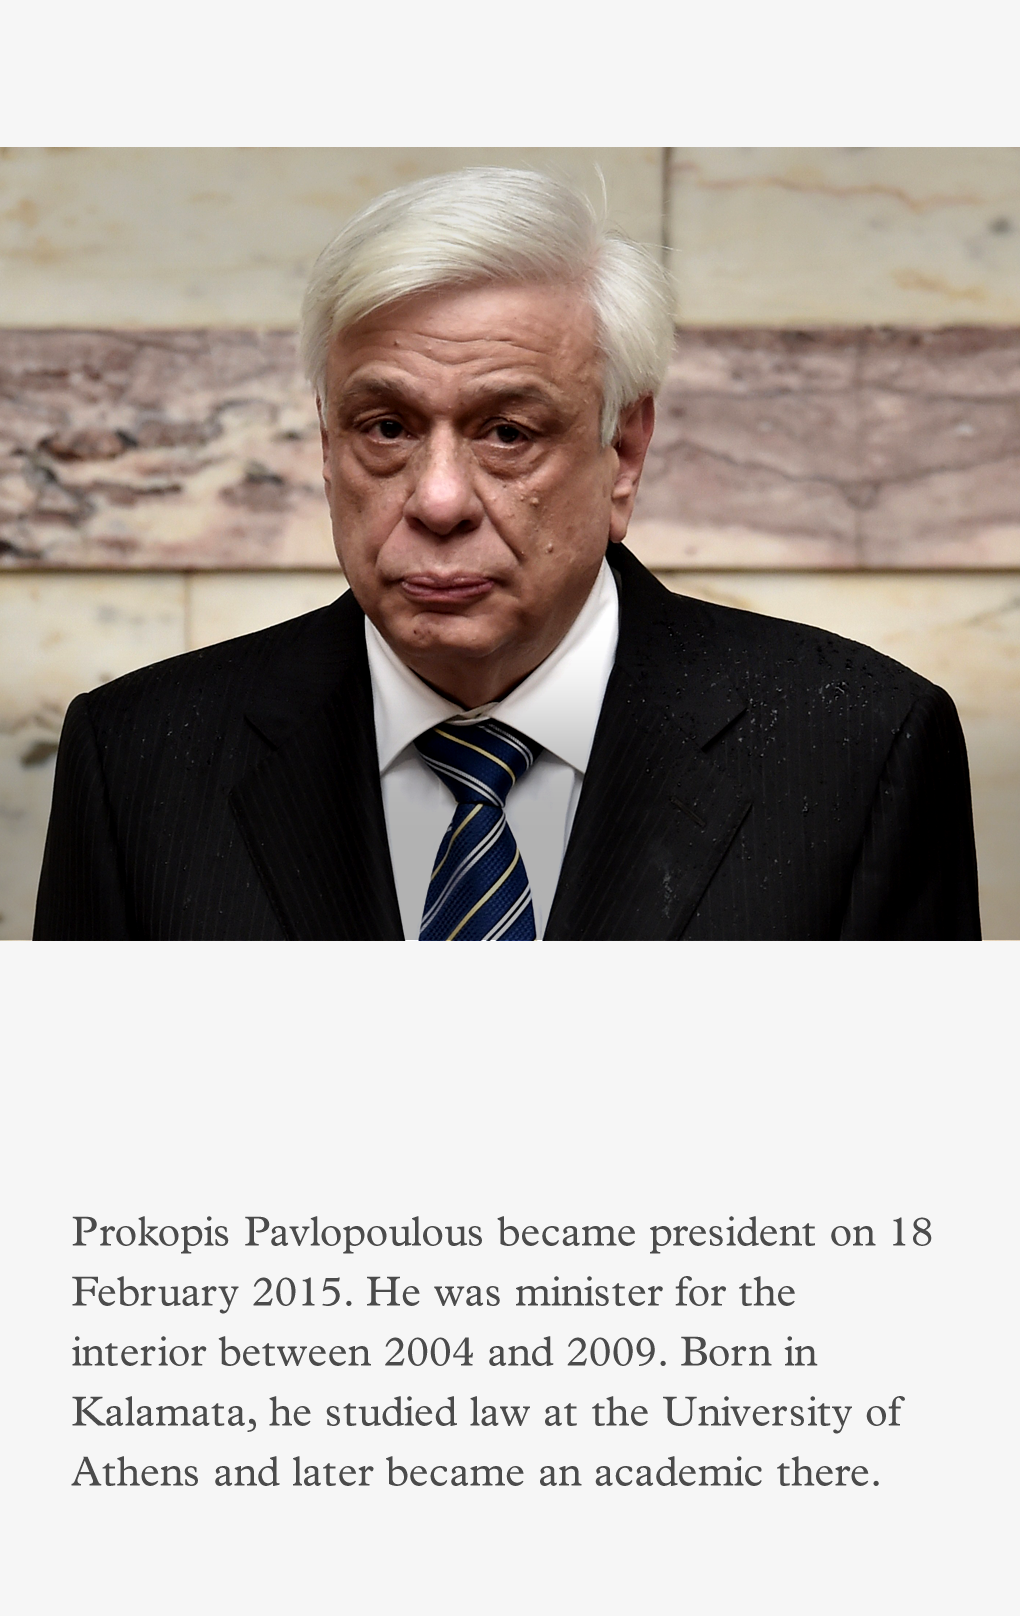 Prokopis Pavlopoulous became president on 18
February 2015. He was minister for the
interior between 2004 and 2009. Born in
Kalamata, he studied law at the University of
Athens and later became an academic there.